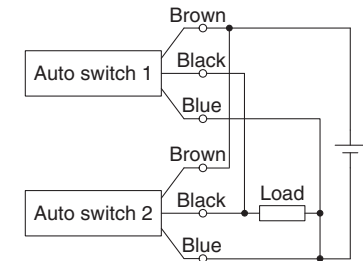 Brown
Auto switch 1
Black
Blue
Brown
Auto switch 2
Black
Load
Blue